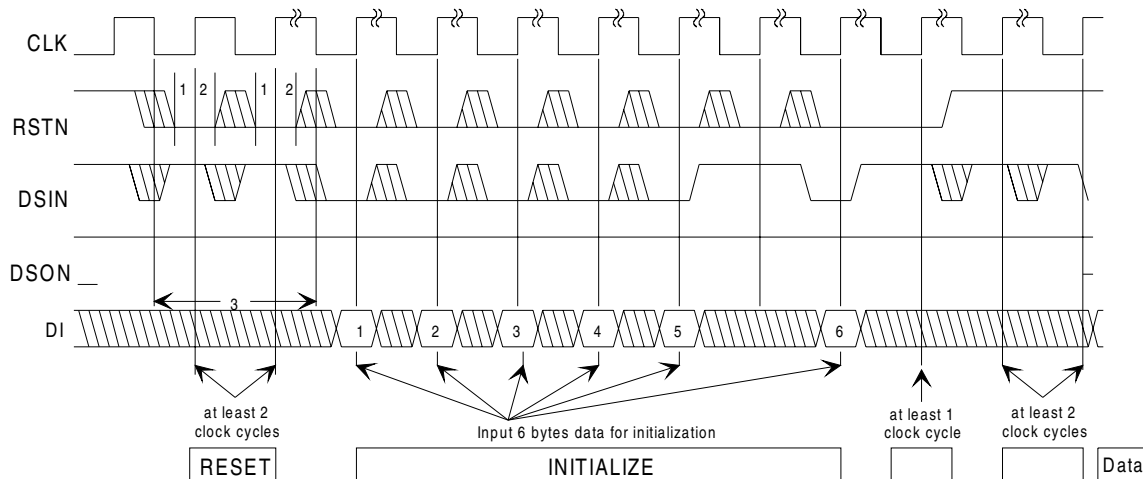 CLK
1 2 1 2
RSTN
DSIN
DSON
3
DI
1 2 3 4 5 6
at least 2
clock cycles
Input 6 bytes data for initialization
at least 1
clock cycle
at least 2
clock cycles
RESET
INITIALIZE
Data